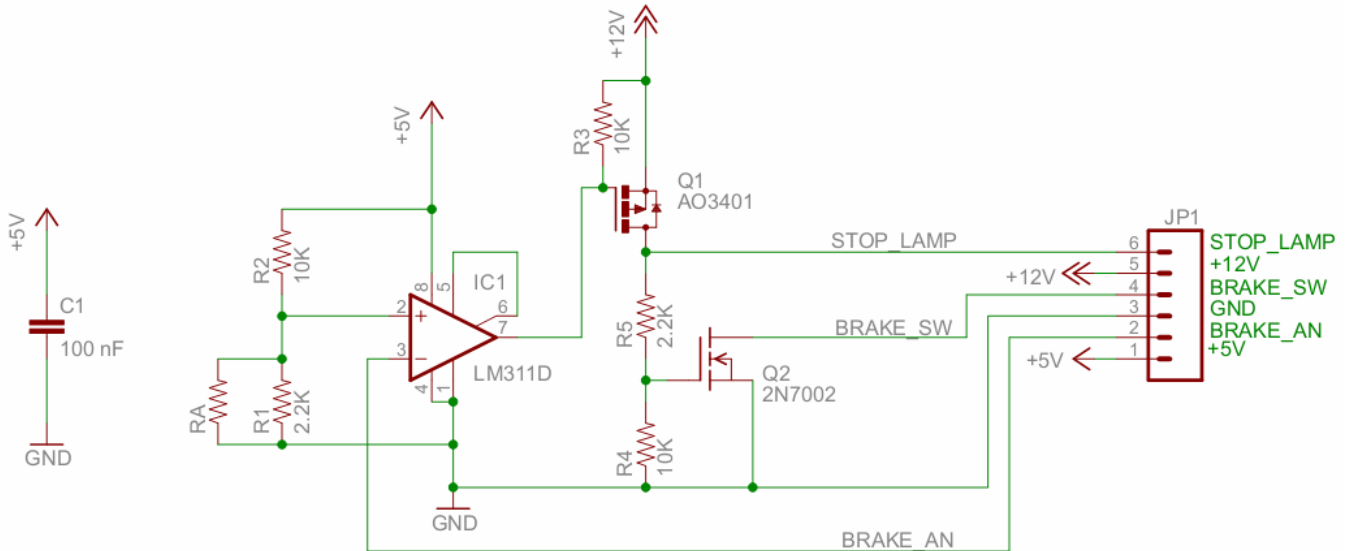 +12V
+5V
R3
10K
Q1
AO3401
+5V
R2
10K
C1
100 nF
GND
RA
R1
2.2K
8
5
IC1
2
+
6
7
3
−
4
1
LM311D
GND
R5
2.2K
R4
10K
Q2
2N7002
STOP_LAMP
BRAKE_SW
BRAKE_AN
+12V
+5V
JP1
6
STOP_LAMP
5
+12V
4
BRAKE_SW
3
GND
2
BRAKE_AN
1
+5V